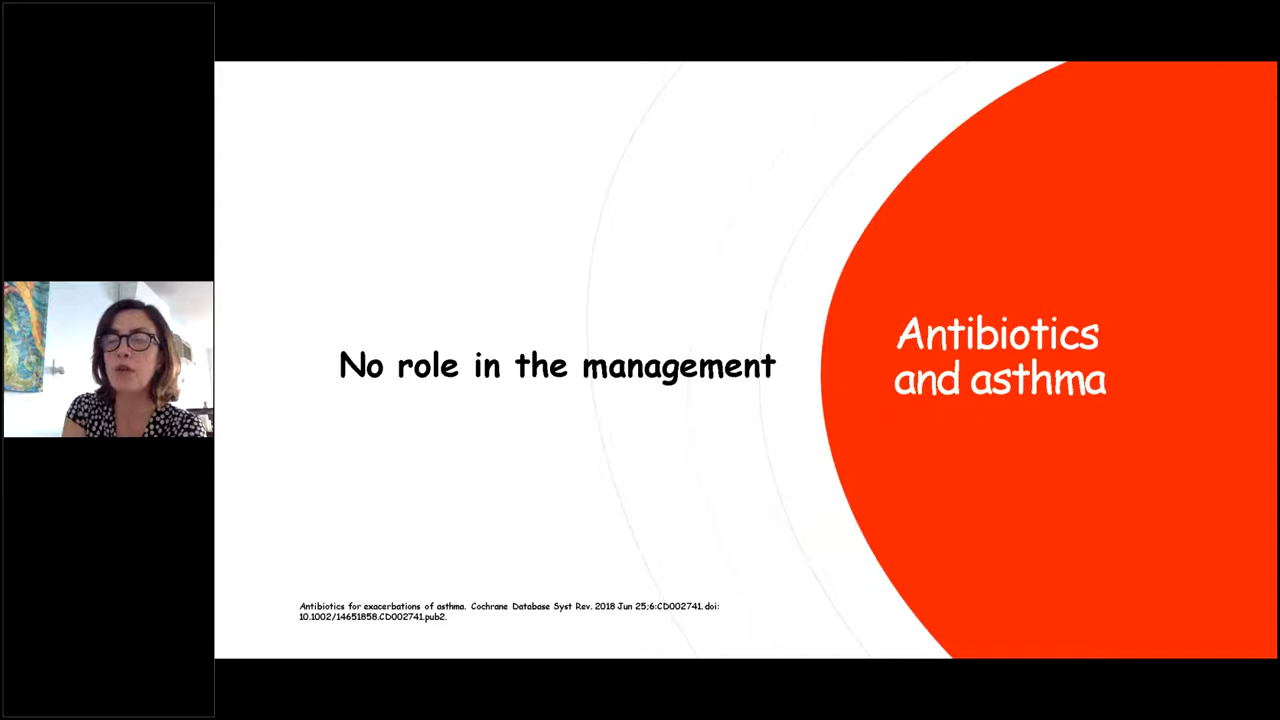 No role in the management
Antibiotics
and asthma
Antibiotics for exacerbations of asthma. Cochrane Database Syst Rev. 2018 Jun 25;6:CD002741. doi:
10.1002/14651858.CD002741.pub2.